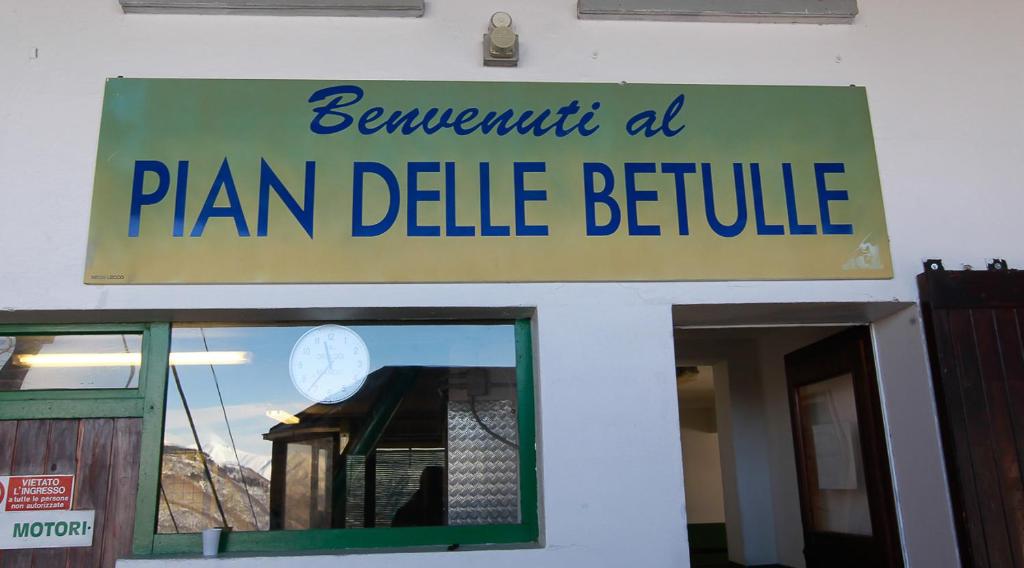 Benvenuti al
PIAN DELLE BETULLE
VIETATO
L'INGRESSO
a tutte le persone
non autorizzate
MOTORI